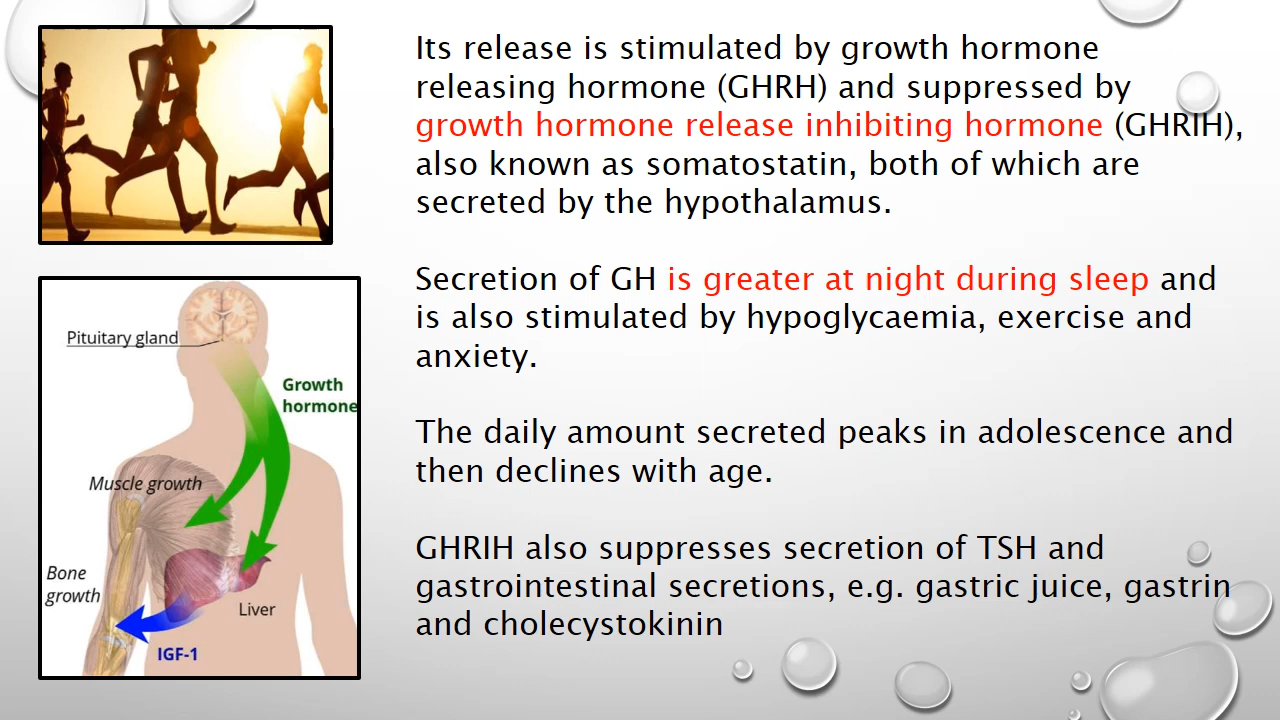 Its release is stimulated by growth hormone
releasing hormone (GHRH) and suppressed by
growth hormone release inhibiting hormone (GHRIH),
also known as somatostatin, both of which are
secreted by the hypothalamus.
Secretion of GH is greater at night during sleep and
is also stimulated by hypoglycaemia, exercise and
anxiety.
The daily amount secreted peaks in adolescence and
then declines with age.
GHRIH also suppresses secretion of TSH and
gastrointestinal secretions, e.g. gastric juice, gastrin
and cholecystokinin
Pituitary gland
Growth
hormone
Muscle growth
Bone
growth
Liver
IGF-1